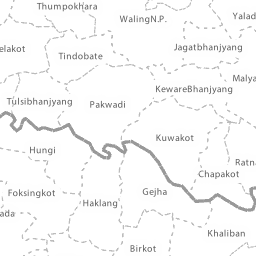 Thumpokhara
WalingN.P.
Yalad
elakot
Tindobate
Jagatbhanjyang
Malya
KewareBhanjyang
Tulsibhanjyang
Pakwadi
Kuwakot
Hungi
Ratn
Chapakot
Foksingkot
Gejha
Haklang
ada
Khaliban
Birkot